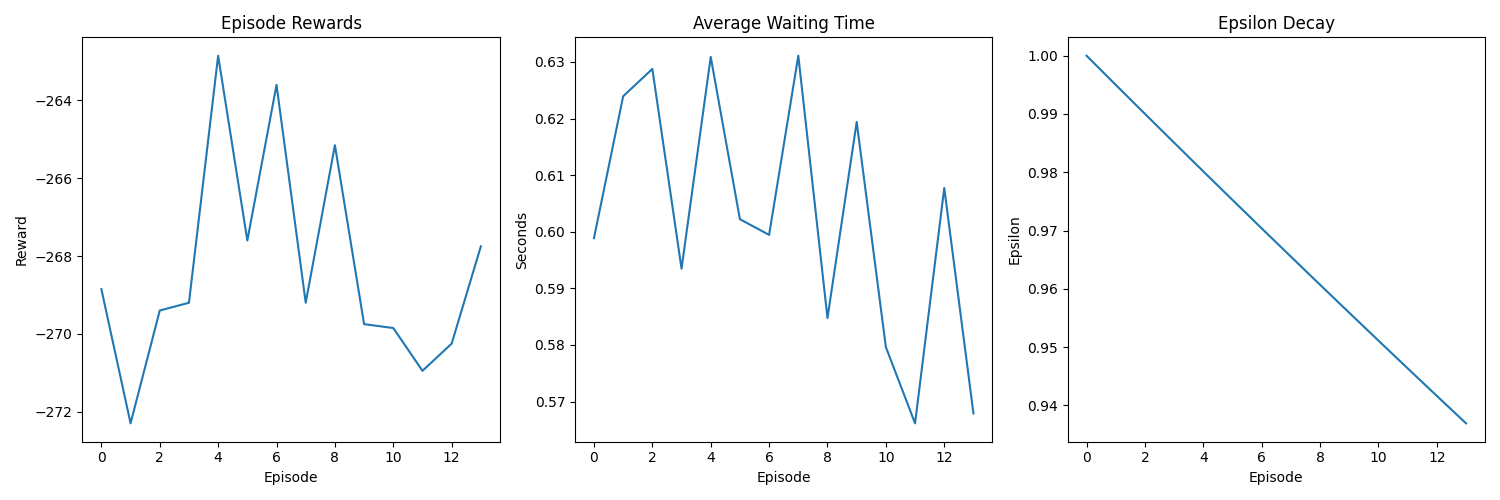 Episode Rewards
Reward
−264
−266
−268
−270
−272
0 2 4 6 8 10 12
Episode
Average Waiting Time
Seconds
0.63
0.62
0.61
0.60
0.59
0.58
0.57
0 2 4 6 8 10 12
Episode
Epsilon Decay
Epsilon
1.00
0.99
0.98
0.97
0.96
0.95
0.94
0 2 4 6 8 10 12
Episode